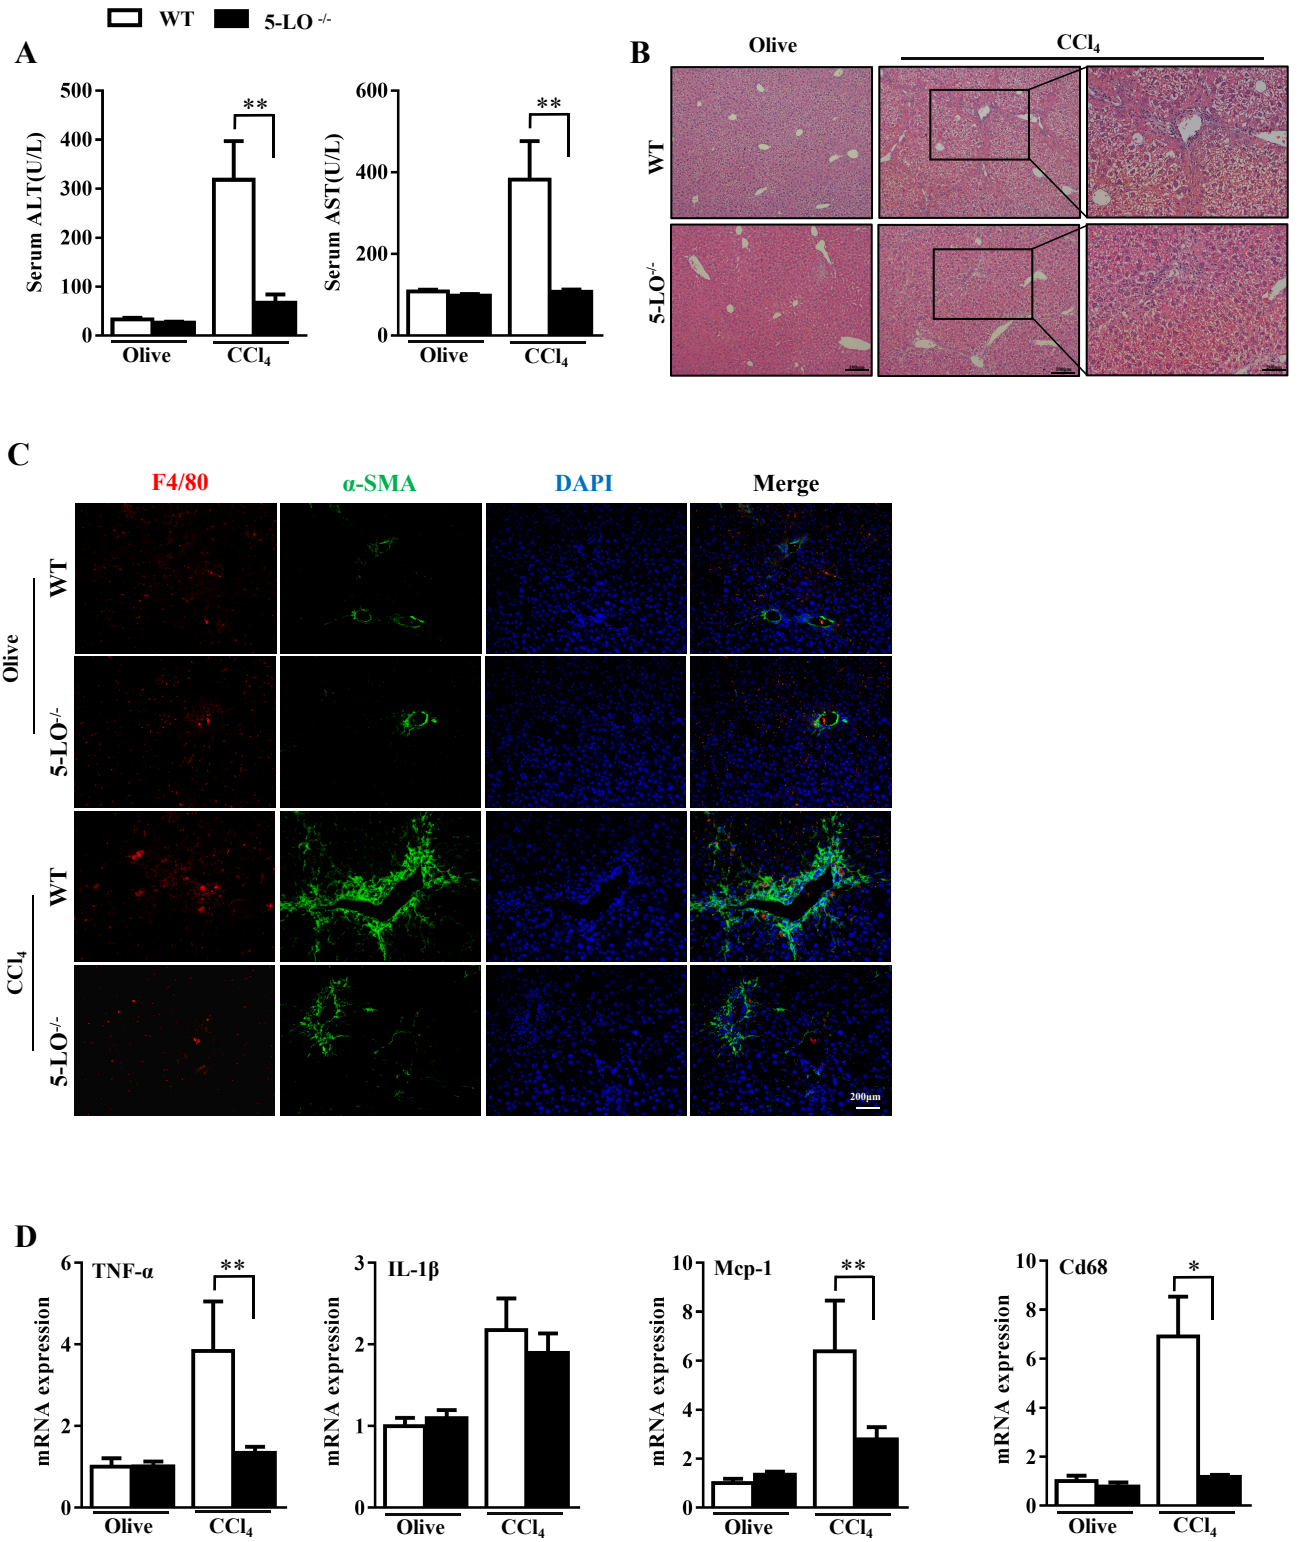 WT 5-LO -/-
A
Serum ALT(U/L)
500
400
300
200
100
0
Olive CCl4
**
Serum AST(U/L)
600
400
200
0
Olive CCl4
**
B
Olive CCl4
WT
5-LO-/-
C
F4/80 α-SMA DAPI Merge
Olive
WT
5-LO-/-
CCl4
WT
5-LO-/-
200μm
D
TNF-α
mRNA expression
6
4
2
0
Olive CCl4
**
IL-1β
mRNA expression
3
2
1
0
Olive CCl4
Mcp-1
mRNA expression
10
8
6
4
2
0
Olive CCl4
**
Cd68
mRNA expression
10
8
6
4
2
0
Olive CCl4
*